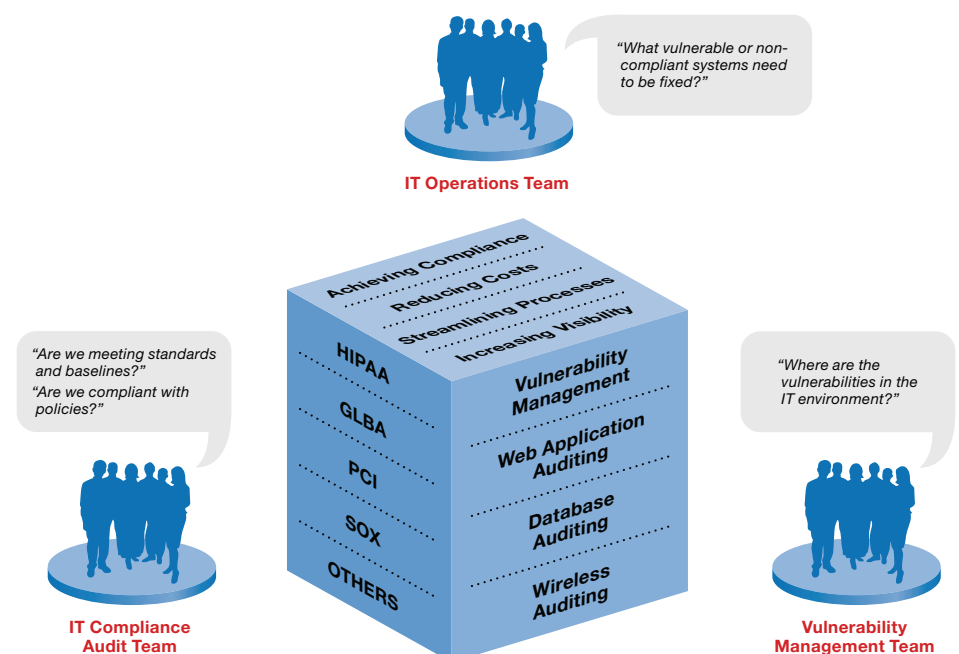 “What vulnerable or non-
compliant systems need
to be fixed?”
IT Operations Team
Achieving Compliance
Reducing Costs
Streamlining Processes
Increasing Visibility
“Are we meeting standards
and baselines?”
“Are we compliant with
policies?”
IT Compliance
Audit Team
HIPAA
GLBA
PCI
SOX
OTHERS
Vulnerability
Management
Web Application
Auditing
Database
Auditing
Wireless
Auditing
“Where are the
vulnerabilities in the
IT environment?”
Vulnerability
Management Team